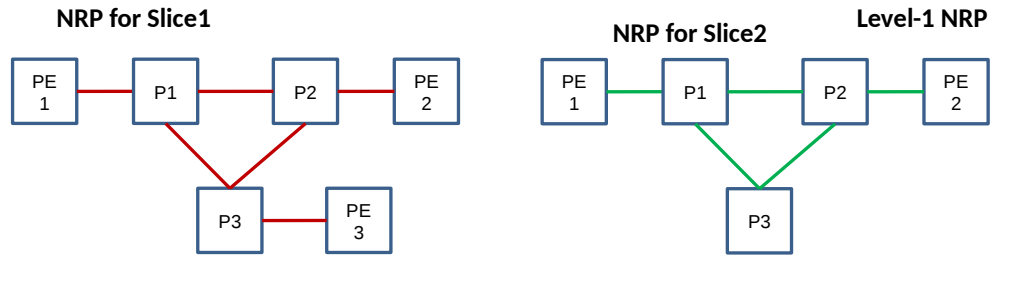 NRP for Slice1
PE
1
P1
P2
PE
2
P3
PE
3
Level-1 NRP
NRP for Slice2
PE
1
P1
P2
PE
2
P3